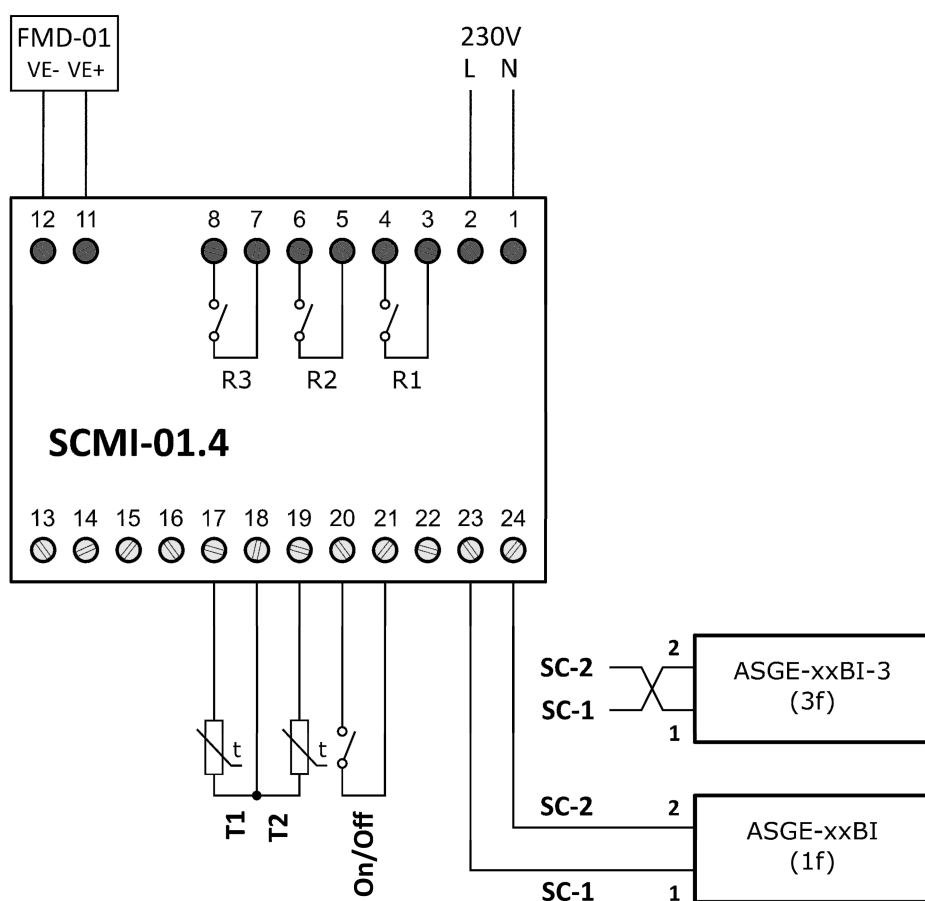 FMD-01
VE- VE+
230V
L N
12 11 8 7 6 5 4 3 2 1
R3 R2 R1
SCMI-01.4
13 14 15 16 17 18 19 20 21 22 23 24
SC-2 2
ASGE-xxBI-3
(3f)
SC-1 1
t t
T1 T2 On/Off
SC-2 2
ASGE-xxBI
(1f)
SC-1 1